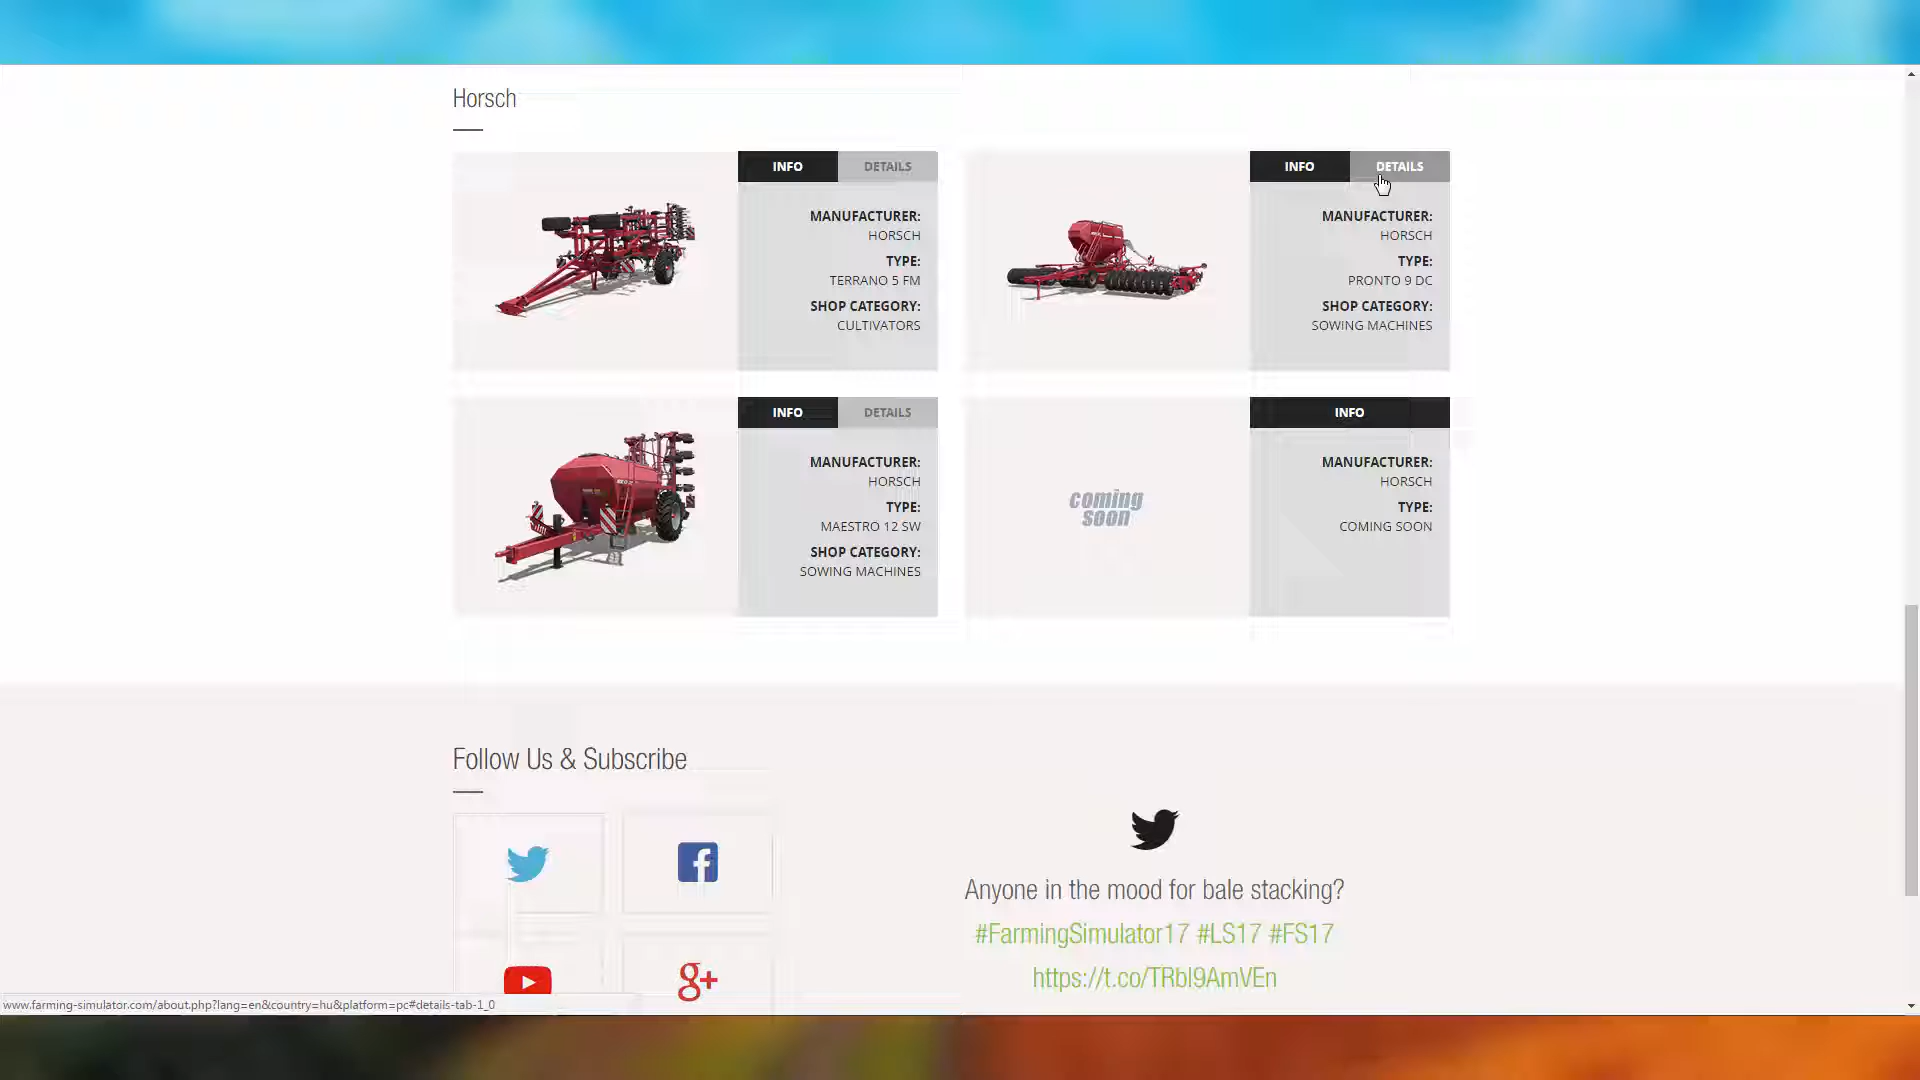 Horsch
INFO
DETAILS
MANUFACTURER:
HORSCH
TYPE:
TERRANO 5 FM
SHOP CATEGORY:
CULTIVATORS
INFO
DETAILS
MANUFACTURER:
HORSCH
TYPE:
PRONTO 9 DC
SHOP CATEGORY:
SOWING MACHINES
INFO
DETAILS
MANUFACTURER:
HORSCH
TYPE:
MAESTRO 12 SW
SHOP CATEGORY:
SOWING MACHINES
coming
soon
INFO
MANUFACTURER:
HORSCH
TYPE:
COMING SOON
Follow Us & Subscribe
f
g+
Anyone in the mood for bale stacking?
#FarmingSimulator17 #LS17 #FS17
https://t.co/TRbI9AmVEn
www.farming-simulator.com/about.php?lang=en&country=hu&platform=pc#details-tab-1_0